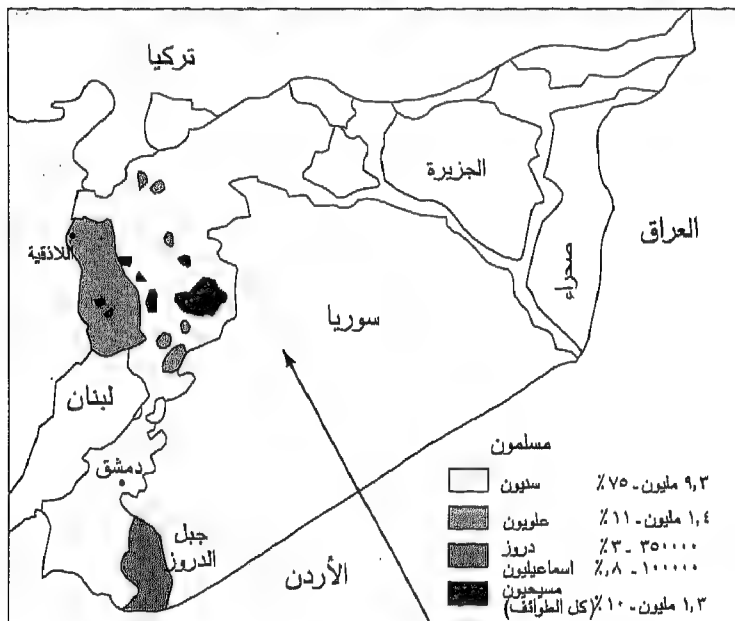 تركيا
الجزيرة
العراق
اللاذقية
صحراء
سوريا
لبنان
دمشق
جبل
الدروز
الأردن
مسلمون
سنيون ٩,٣ مليون - ٧٥٪
علويون ١,٤ مليون - ١١٪
دروز ٣٥٠٠٠٠ - ٣٪
اسماعيليون ١٠٠٠٠٠ - ٨,٪
مسيحيون
(كل الطوائف) ١,٣ مليون - ١٠٪